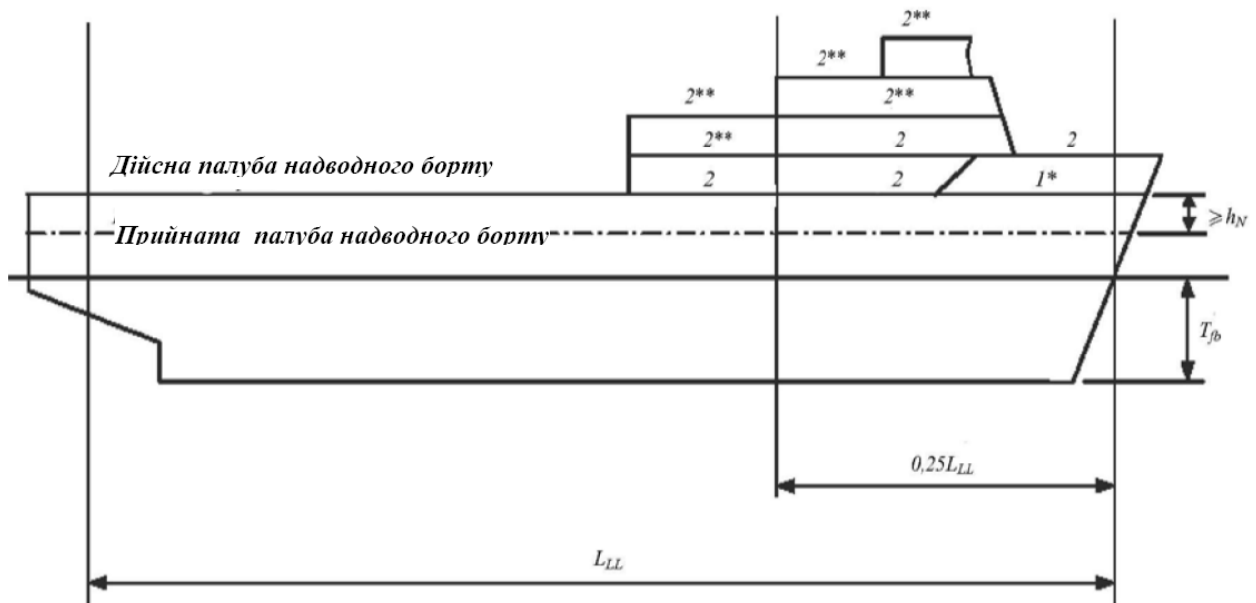 2**
2**
2** 2**
2** 2 2
Дійсна палуба надводного борту
2 2 1*
≥h_N
Прийната палуба надводного борту
T_fb
0,25L_LL
L_LL